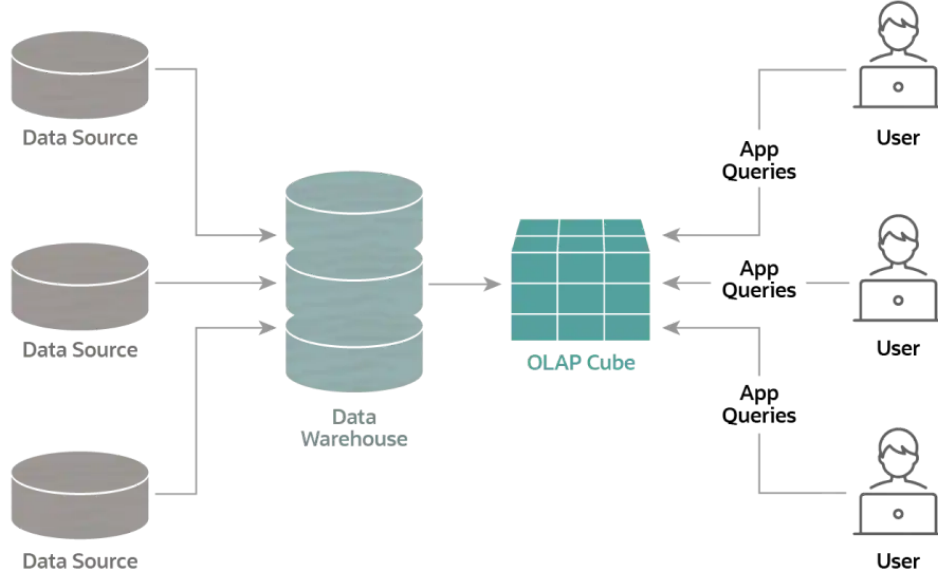 Data Source
User
App
Queries
Data Source
Data
Warehouse
OLAP Cube
App
Queries
User
App
Queries
Data Source
User